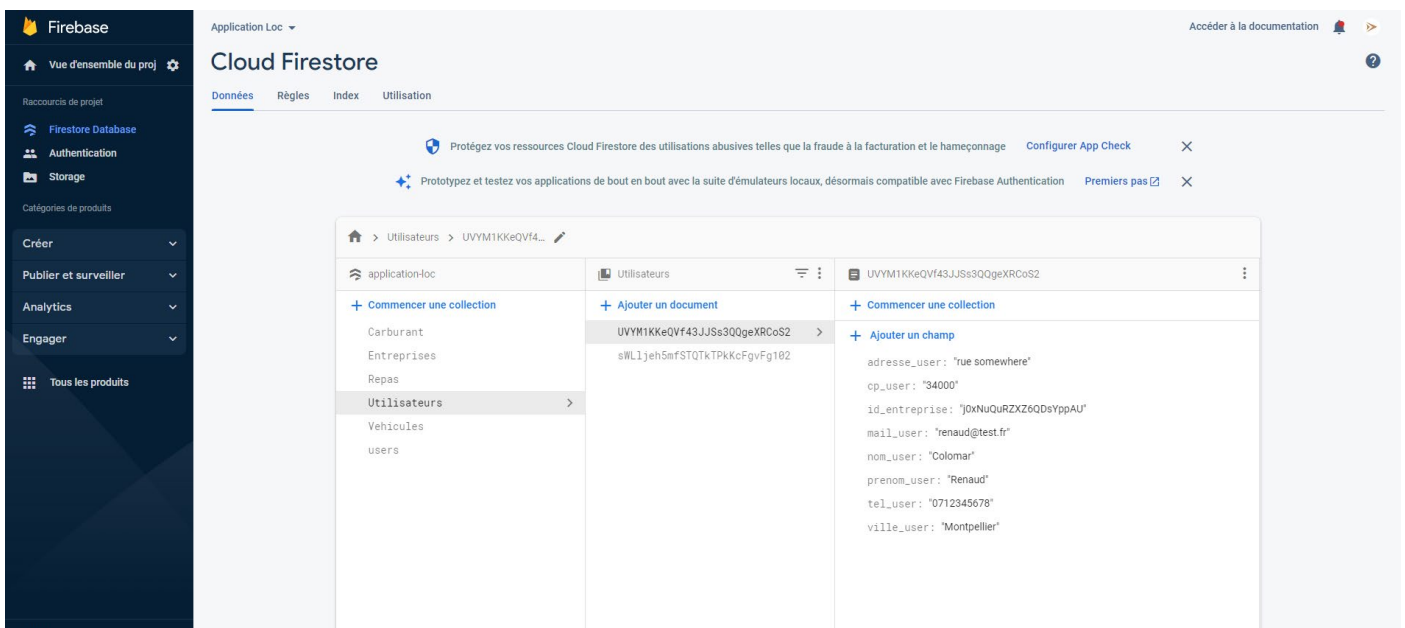 Firebase
Vue d'ensemble du proj
Raccourcis de projet
Firestore Database
Authentication
Storage
Catégories de produits
Créer
Publier et surveiller
Analytics
Engager
Tous les produits
Application Loc
Accéder à la documentation
Cloud Firestore
Données Règles Index Utilisation
Protégez vos ressources Cloud Firestore des utilisations abusives telles que la fraude à la facturation et le hameçonnage Configurer App Check
Prototypez et testez vos applications de bout en bout avec la suite d'émulateurs locaux, désormais compatible avec Firebase Authentication Premiers pas
> Utilisateurs > UVYM1KKeQVf4...
application-loc
+ Commencer une collection
Carburant
Entreprises
Repas
Utilisateurs
Vehicules
users
Utilisateurs
+ Ajouter un document
UVYM1KKeQVf43JJSs3QQgeXRCoS2
sWLljeh5mfSTQTkTPkKcFgvFg102
UVYM1KKeQVf43JJSs3QQgeXRCoS2
+ Commencer une collection
+ Ajouter un champ
adresse_user: "rue somewhere"
cp_user: "34000"
id_entreprise: "j0xNuQuRZXZ6QDsYppAU"
mail_user: "renaud@test.fr"
nom_user: "Colomar"
prenom_user: "Renaud"
tel_user: "0712345678"
ville_user: "Montpellier"